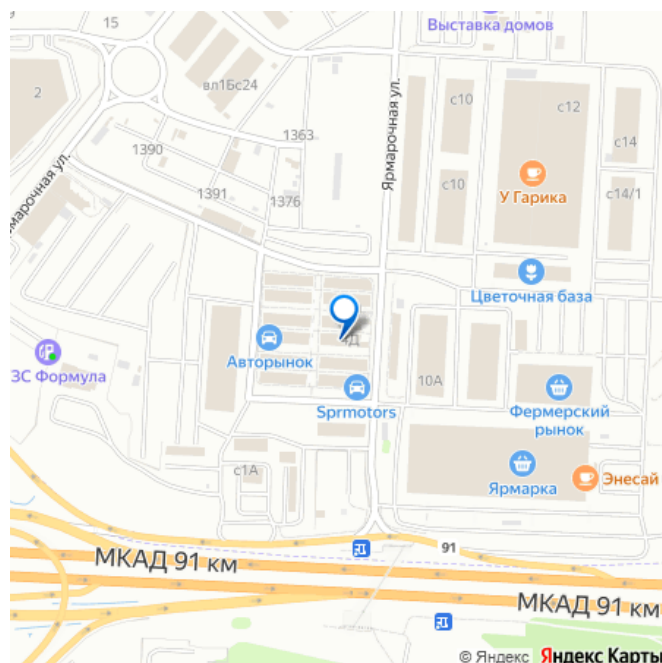 15
Выставка домов
2
вл1Бс24
с10
с12
1363
1390
Ярмарочная ул.
с14
1391
1376
с10
У Гарика
с14/1
марочная ул.
Цветочная база
4Д
Авторынок
ЗС Формула
10А
Sprmotors
Фермерский
рынок
с1А
Ярмарка
Энесай
МКАД 91 км
91
МКАД 91 км
© Яндекс Яндекс Карты